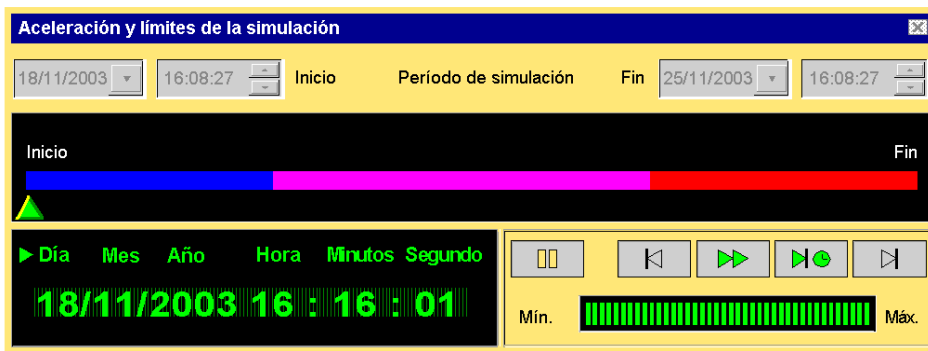 Aceleración y límites de la simulación
18/11/2003 16:08:27 Inicio Período de simulación Fin 25/11/2003 16:08:27
Inicio Fin
Día Mes Año Hora Minutos Segundo
18/11/2003 16 : 16 : 01
Mín. Máx.